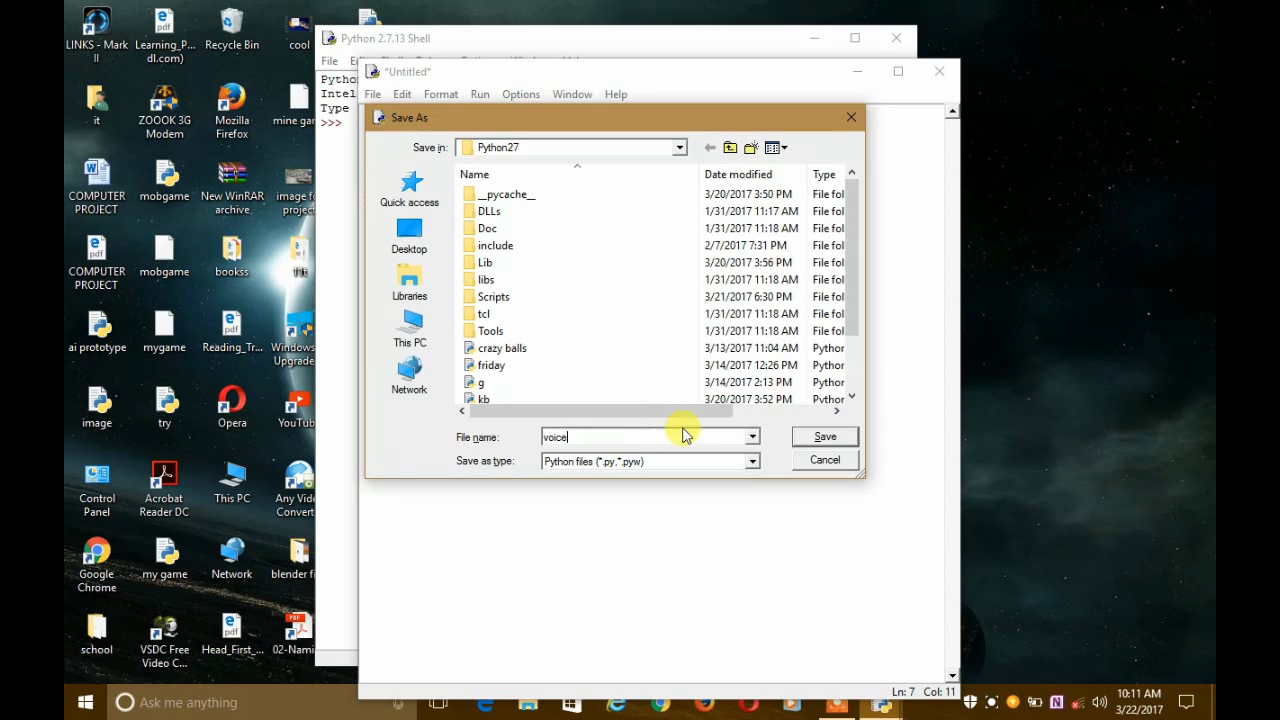 LINKS - Mark II
Learning_P... dl.com)
Recycle Bin
cool
it
ZOOOK 3G Modem
Mozilla Firefox
mine gar
COMPUTER PROJECT
mobgame
New WinRAR archive
image fo project
COMPUTER PROJECT
mobgame
bookss
11b
ai prototype
mygame
Reading_Tr...
Windows Upgrade
image
try
Opera
YouTub
Control Panel
Acrobat Reader DC
This PC
Any Vide Convert
Google Chrome
my game
Network
blender fi
school
VSDC Free Video C...
Head_First_...
02-Nami
Python 2.7.13 Shell
File
Pytho
Intel
Type
>>>
*Untitled*
File Edit Format Run Options Window Help
Save As
Save in: Python27
Quick access
Desktop
Libraries
This PC
Network
Name Date modified Type
__pycache__ 3/20/2017 3:50 PM File fol
DLLs 1/31/2017 11:17 AM File fol
Doc 1/31/2017 11:18 AM File fol
include 2/7/2017 7:31 PM File fol
Lib 3/20/2017 3:56 PM File fol
libs 1/31/2017 11:18 AM File fol
Scripts 3/21/2017 6:30 PM File fol
tcl 1/31/2017 11:18 AM File fol
Tools 1/31/2017 11:18 AM File fol
crazy balls 3/13/2017 11:04 AM Python
friday 3/14/2017 12:26 PM Python
g 3/14/2017 2:13 PM Python
kb 3/20/2017 3:52 PM Python
File name: voice Save
Save as type: Python files (*.py,*.pyw) Cancel
Ln: 7 Col: 11
Ask me anything
10:11 AM
3/22/2017